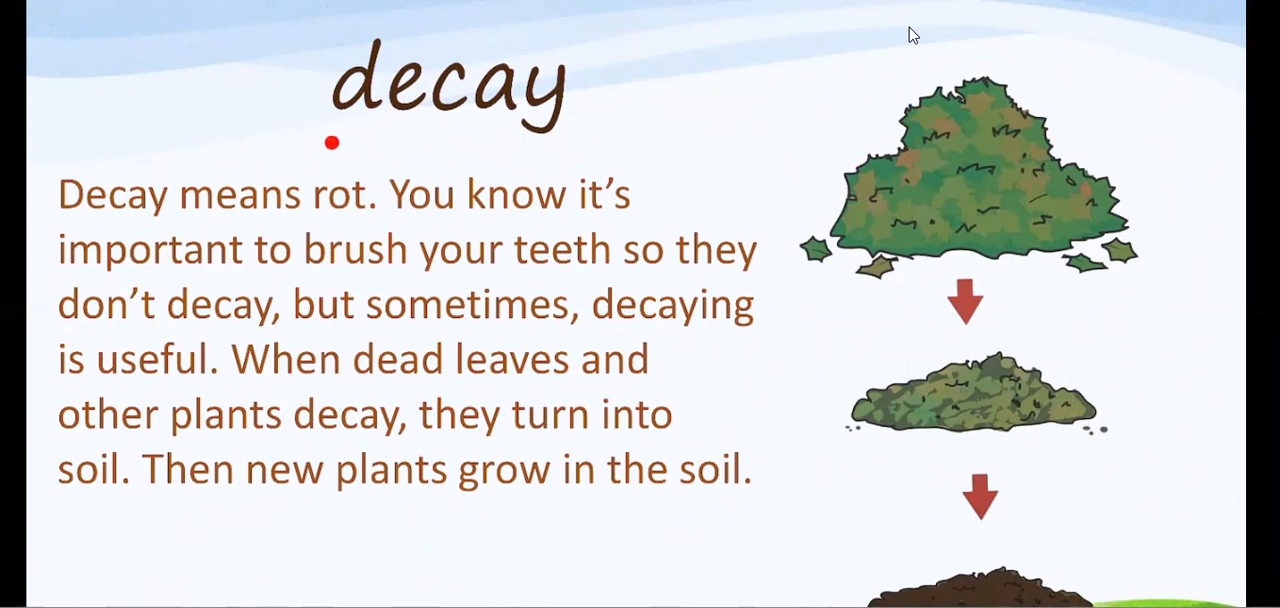 decay
Decay means rot. You know it’s
important to brush your teeth so they
don’t decay, but sometimes, decaying
is useful. When dead leaves and
other plants decay, they turn into
soil. Then new plants grow in the soil.